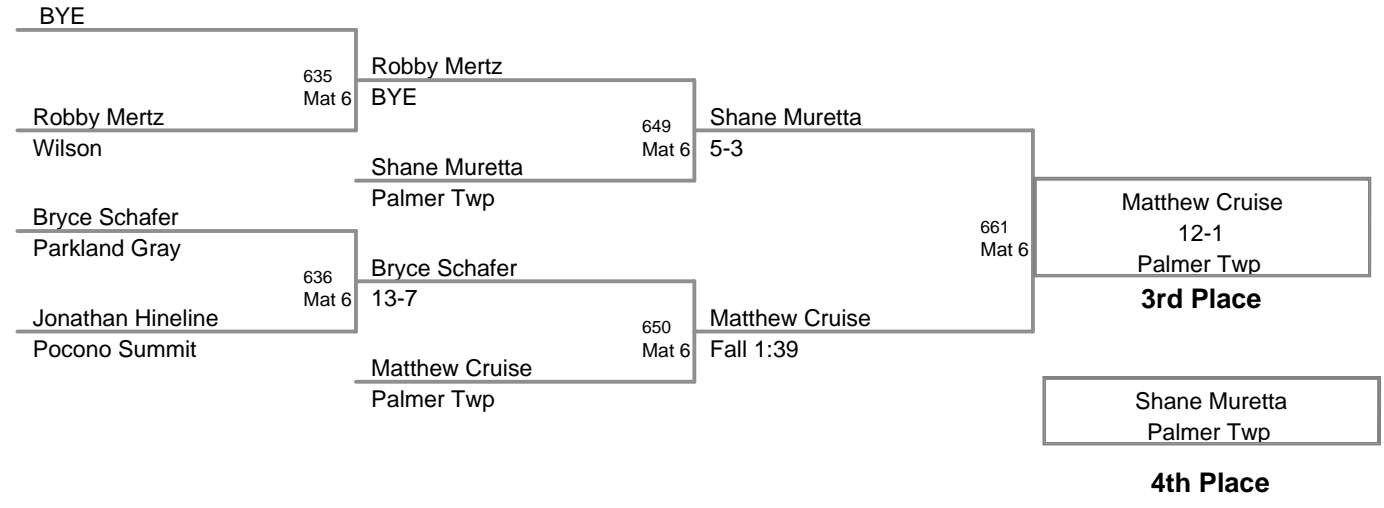 BYE
635
Mat 6
Robby Mertz
BYE
Robby Mertz
Wilson
649
Mat 6
Shane Muretta
5-3
Shane Muretta
Palmer Twp
Bryce Schafer
Parkland Gray
636
Mat 6
Bryce Schafer
13-7
Jonathan Hineline
Pocono Summit
650
Mat 6
Matthew Cruise
Fall 1:39
Matthew Cruise
Palmer Twp
661
Mat 6
Matthew Cruise
12-1
Palmer Twp
3rd Place
Shane Muretta
Palmer Twp
4th Place